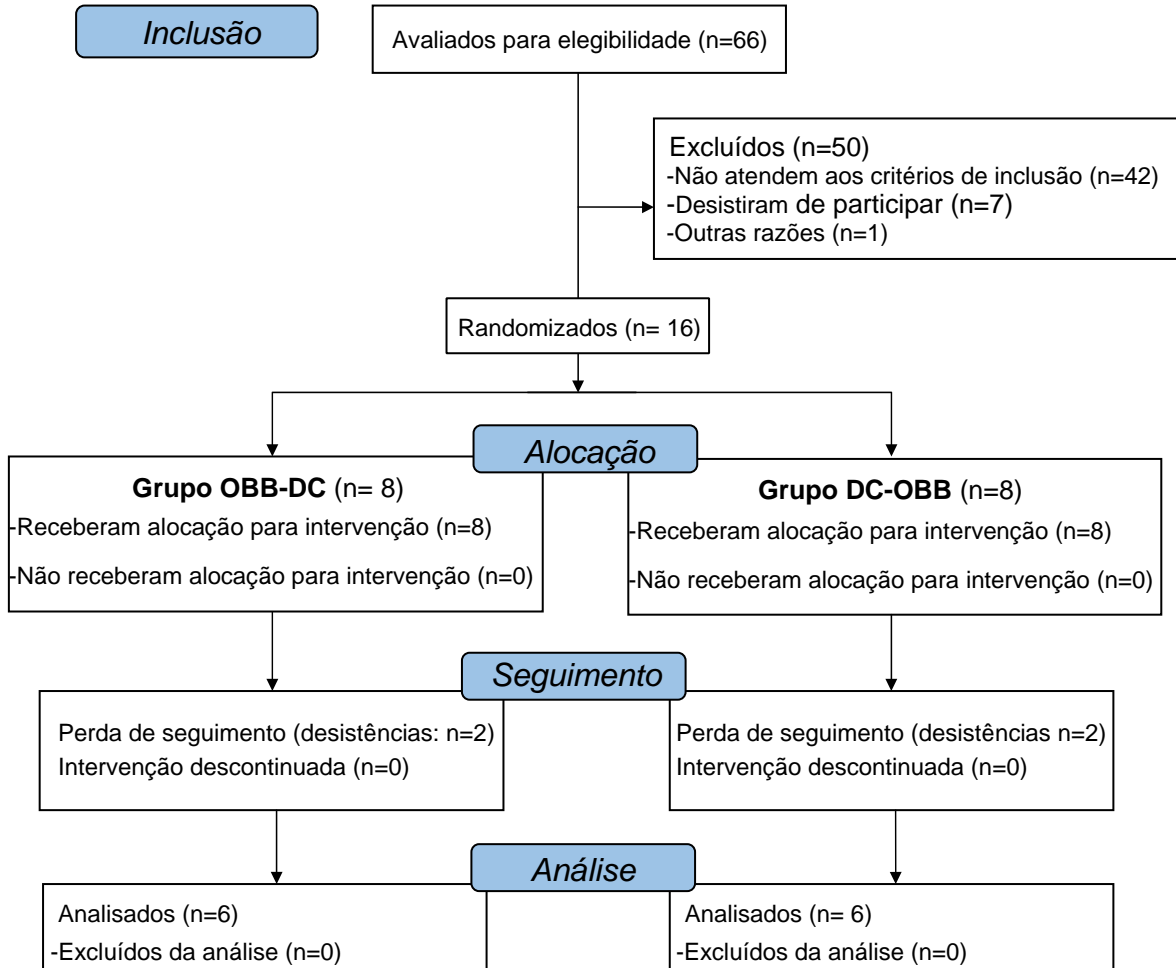 Inclusão
Avaliados para elegibilidade (n=66)
Excluídos (n=50)
-Não atendem aos critérios de inclusão (n=42)
-Desistiram de participar (n=7)
-Outras razões (n=1)
Randomizados (n= 16)
Alocação
Grupo OBB-DC (n= 8)
-Receberam alocação para intervenção (n=8)
-Não receberam alocação para intervenção (n=0)
Grupo DC-OBB (n=8)
-Receberam alocação para intervenção (n=8)
-Não receberam alocação para intervenção (n=0)
Seguimento
Perda de seguimento (desistências: n=2)
Intervenção descontinuada (n=0)
Perda de seguimento (desistências n=2)
Intervenção descontinuada (n=0)
Análise
Analisados (n=6)
-Excluídos da análise (n=0)
Analisados (n= 6)
-Excluídos da análise (n=0)